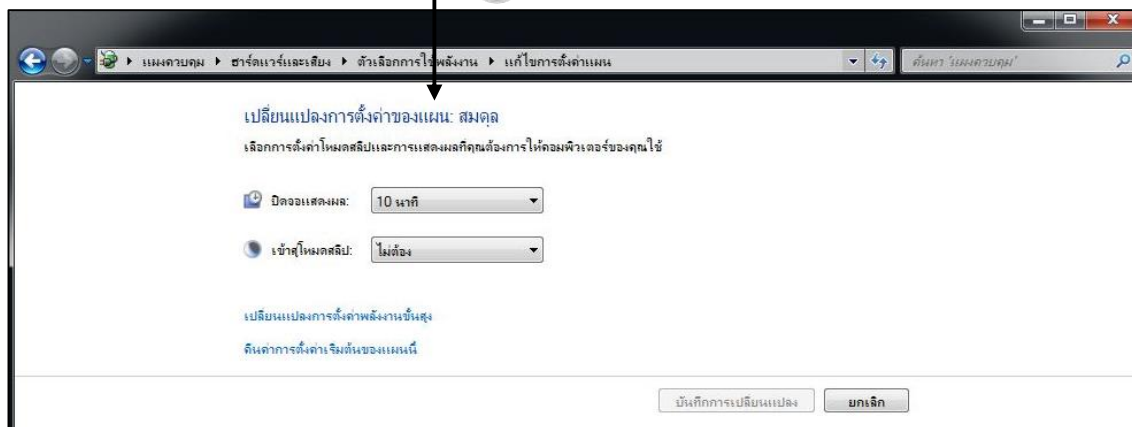 แผงควบคุม ▸ ฮาร์ดแวร์และเสียง ▸ ตัวเลือกการใช้พลังงาน ▸ แก้ไขการตั้งค่าแผน
ค้นหา 'แผงควบคุม'
เปลี่ยนแปลงการตั้งค่าของแผน: สมดุล
เลือกการตั้งค่าโหมดสลีปและการแสดงผลที่คุณต้องการให้คอมพิวเตอร์ของคุณใช้
ปิดจอแสดงผล: 10 นาที
เข้าสู่โหมดสลีป: ไม่ต้อง
เปลี่ยนแปลงการตั้งค่าพลังงานขั้นสูง
คืนค่าการตั้งค่าเริ่มต้นของแผนนี้
บันทึกการเปลี่ยนแปลง ยกเลิก